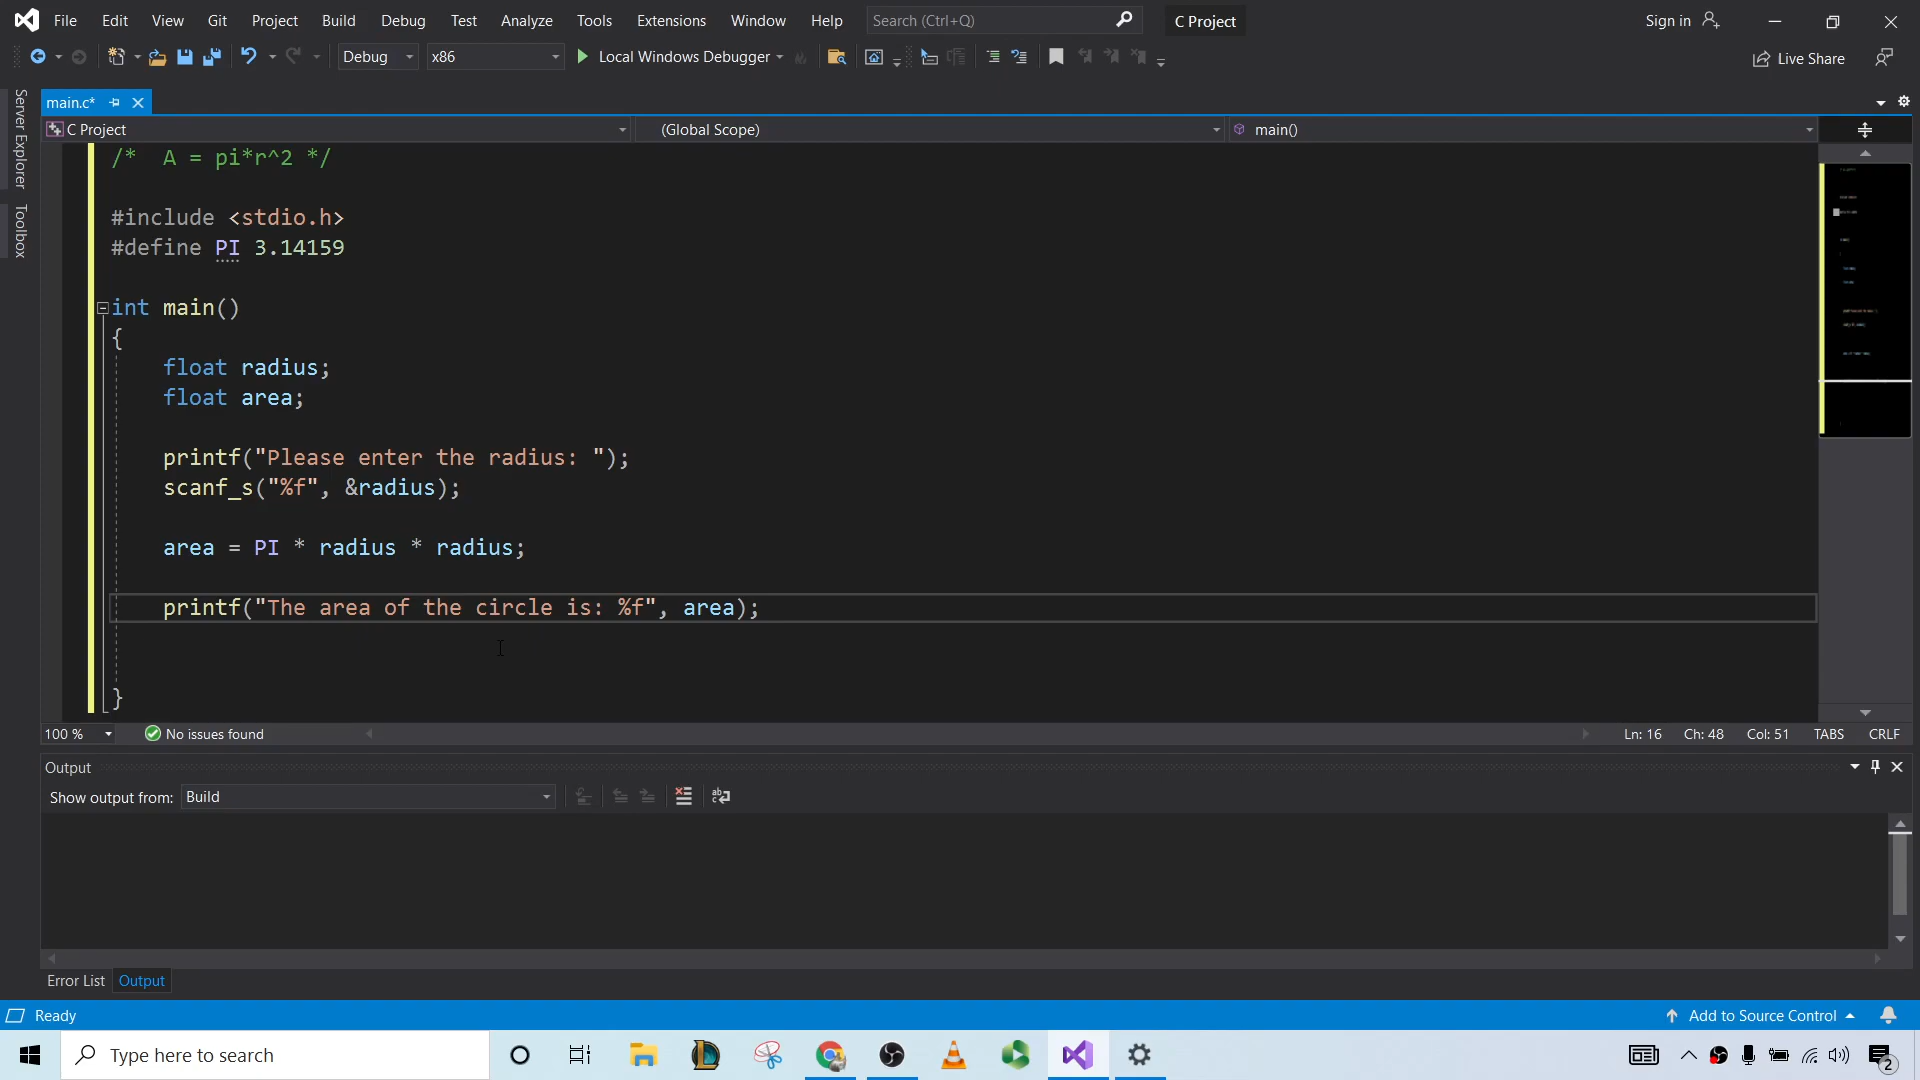 File Edit View Git Project Build Debug Test Analyze Tools Extensions Window Help Search (Ctrl+Q) C Project Sign in
Debug x86 Local Windows Debugger Live Share
Server Explorer
Toolbox
main.c*
C Project (Global Scope) main()
/*  A = pi*r^2 */
#include <stdio.h>
#define PI 3.14159
int main()
{
    float radius;
    float area;
    printf("Please enter the radius: ");
    scanf_s("%f", &radius);
    area = PI * radius * radius;
    printf("The area of the circle is: %f", area);
}
100 % No issues found Ln: 16 Ch: 48 Col: 51 TABS CRLF
Output
Show output from: Build
Error List Output
Ready Add to Source Control
Type here to search 2